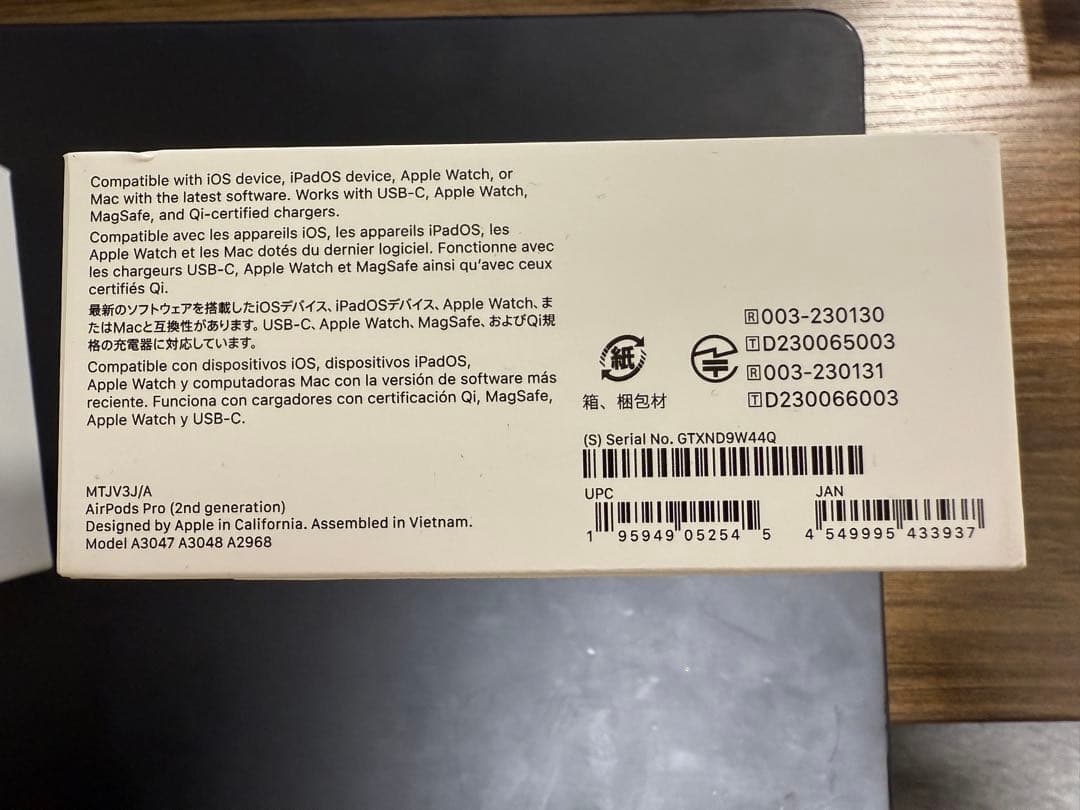 Compatible with iOS device, iPadOS device, Apple Watch, or
Mac with the latest software. Works with USB-C, Apple Watch,
MagSafe, and Qi-certified chargers.
Compatible avec les appareils iOS, les appareils iPadOS, les
Apple Watch et les Mac dotés du dernier logiciel. Fonctionne avec
les chargeurs USB-C, Apple Watch et MagSafe ainsi qu'avec ceux
certifiés Qi.
最新のソフトウェアを搭載したiOSデバイス、iPadOSデバイス、Apple Watch、ま
たはMacと互換性があります。USB-C、Apple Watch、MagSafe、およびQi規
格の充電器に対応しています。
Compatible con dispositivos iOS, dispositivos iPadOS,
Apple Watch y computadoras Mac con la versión de software más
reciente. Funciona con cargadores con certificación Qi, MagSafe,
Apple Watch y USB-C.
MTJV3J/A
AirPods Pro (2nd generation)
Designed by Apple in California. Assembled in Vietnam.
Model A3047 A3048 A2968
紙
箱、梱包材
R 003-230130
T D230065003
R 003-230131
T D230066003
(S) Serial No. GTXND9W44Q
UPC
1 95949 05254 5
JAN
4 549995 433937